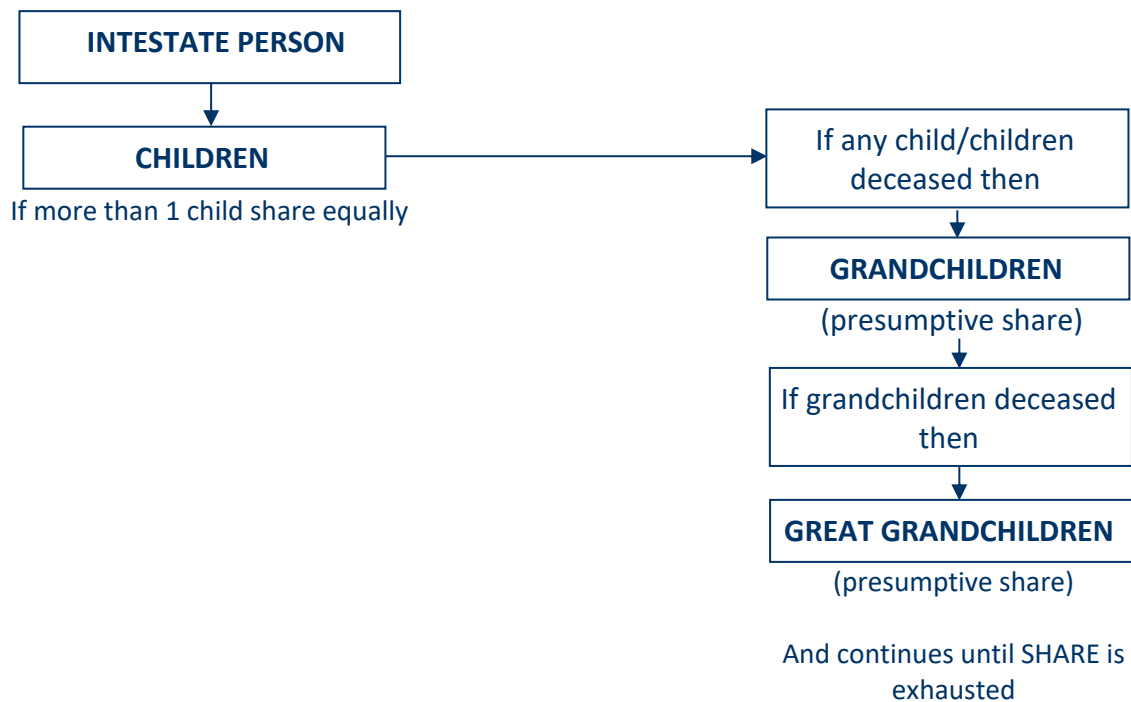 INTESTATE PERSON
CHILDREN
If more than 1 child share equally
If any child/children
deceased then
GRANDCHILDREN
(presumptive share)
If grandchildren deceased
then
GREAT GRANDCHILDREN
(presumptive share)
And continues until SHARE is
exhausted